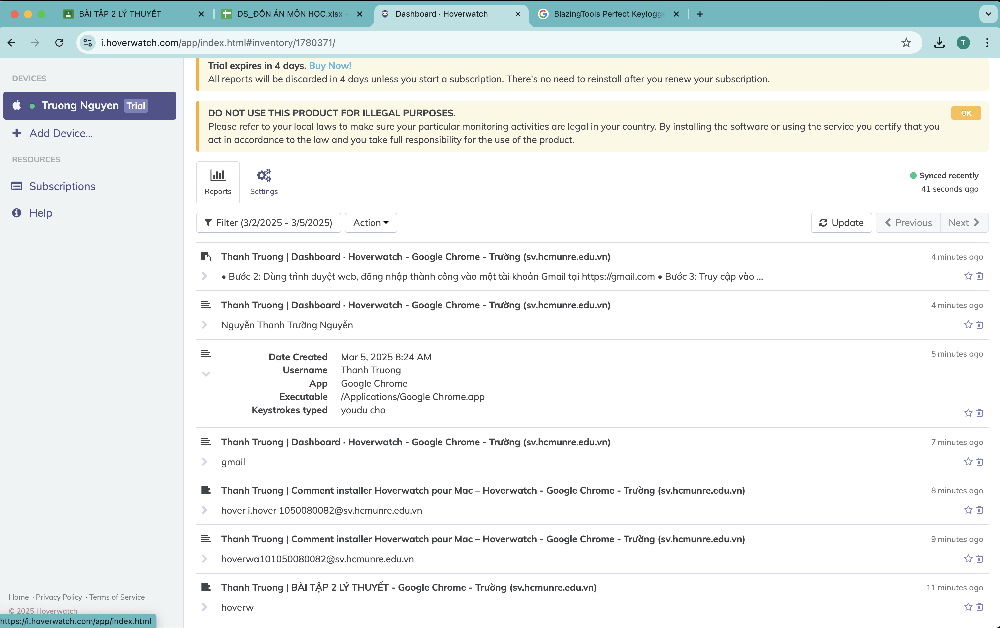 BÀI TẬP 2 LÝ THUYẾT
DS_ĐỒN ÁN MÔN HỌC.xlsx -
Dashboard · Hoverwatch
BlazingTools Perfect Keylogge
i.hoverwatch.com/app/index.html#inventory/1780371/
T
DEVICES
Truong Nguyen Trial
Add Device...
RESOURCES
Subscriptions
Help
Trial expires in 4 days. Buy Now!
All reports will be discarded in 4 days unless you start a subscription. There's no need to reinstall after you renew your subscription.
DO NOT USE THIS PRODUCT FOR ILLEGAL PURPOSES.
OK
Please refer to your local laws to make sure your particular monitoring activities are legal in your country. By installing the software or using the service you certify that you
act in accordance to the law and you take full responsibility for the use of the product.
Reports
Settings
Synced recently
41 seconds ago
Filter (3/2/2025 - 3/5/2025)
Action
Update
Previous
Next
Thanh Truong | Dashboard · Hoverwatch - Google Chrome - Trường (sv.hcmunre.edu.vn)
4 minutes ago
• Bước 2: Dùng trình duyệt web, đăng nhập thành công vào một tài khoản Gmail tại https://gmail.com • Bước 3: Truy cập vào ...
Thanh Truong | Dashboard · Hoverwatch - Google Chrome - Trường (sv.hcmunre.edu.vn)
4 minutes ago
Nguyễn Thanh Trường Nguyễn
5 minutes ago
Date Created Mar 5, 2025 8:24 AM
Username Thanh Truong
App Google Chrome
Executable /Applications/Google Chrome.app
Keystrokes typed youdu cho
Thanh Truong | Dashboard · Hoverwatch - Google Chrome - Trường (sv.hcmunre.edu.vn)
7 minutes ago
gmail
Thanh Truong | Comment installer Hoverwatch pour Mac – Hoverwatch - Google Chrome - Trường (sv.hcmunre.edu.vn)
8 minutes ago
hover i.hover 1050080082@sv.hcmunre.edu.vn
Thanh Truong | Comment installer Hoverwatch pour Mac – Hoverwatch - Google Chrome - Trường (sv.hcmunre.edu.vn)
9 minutes ago
hoverwa101050080082@sv.hcmunre.edu.vn
Thanh Truong | BÀI TẬP 2 LÝ THUYẾT - Google Chrome - Trường (sv.hcmunre.edu.vn)
11 minutes ago
hoverw
Home · Privacy Policy · Terms of Service
© 2025 Hoverwatch
https://i.hoverwatch.com/app/index.html